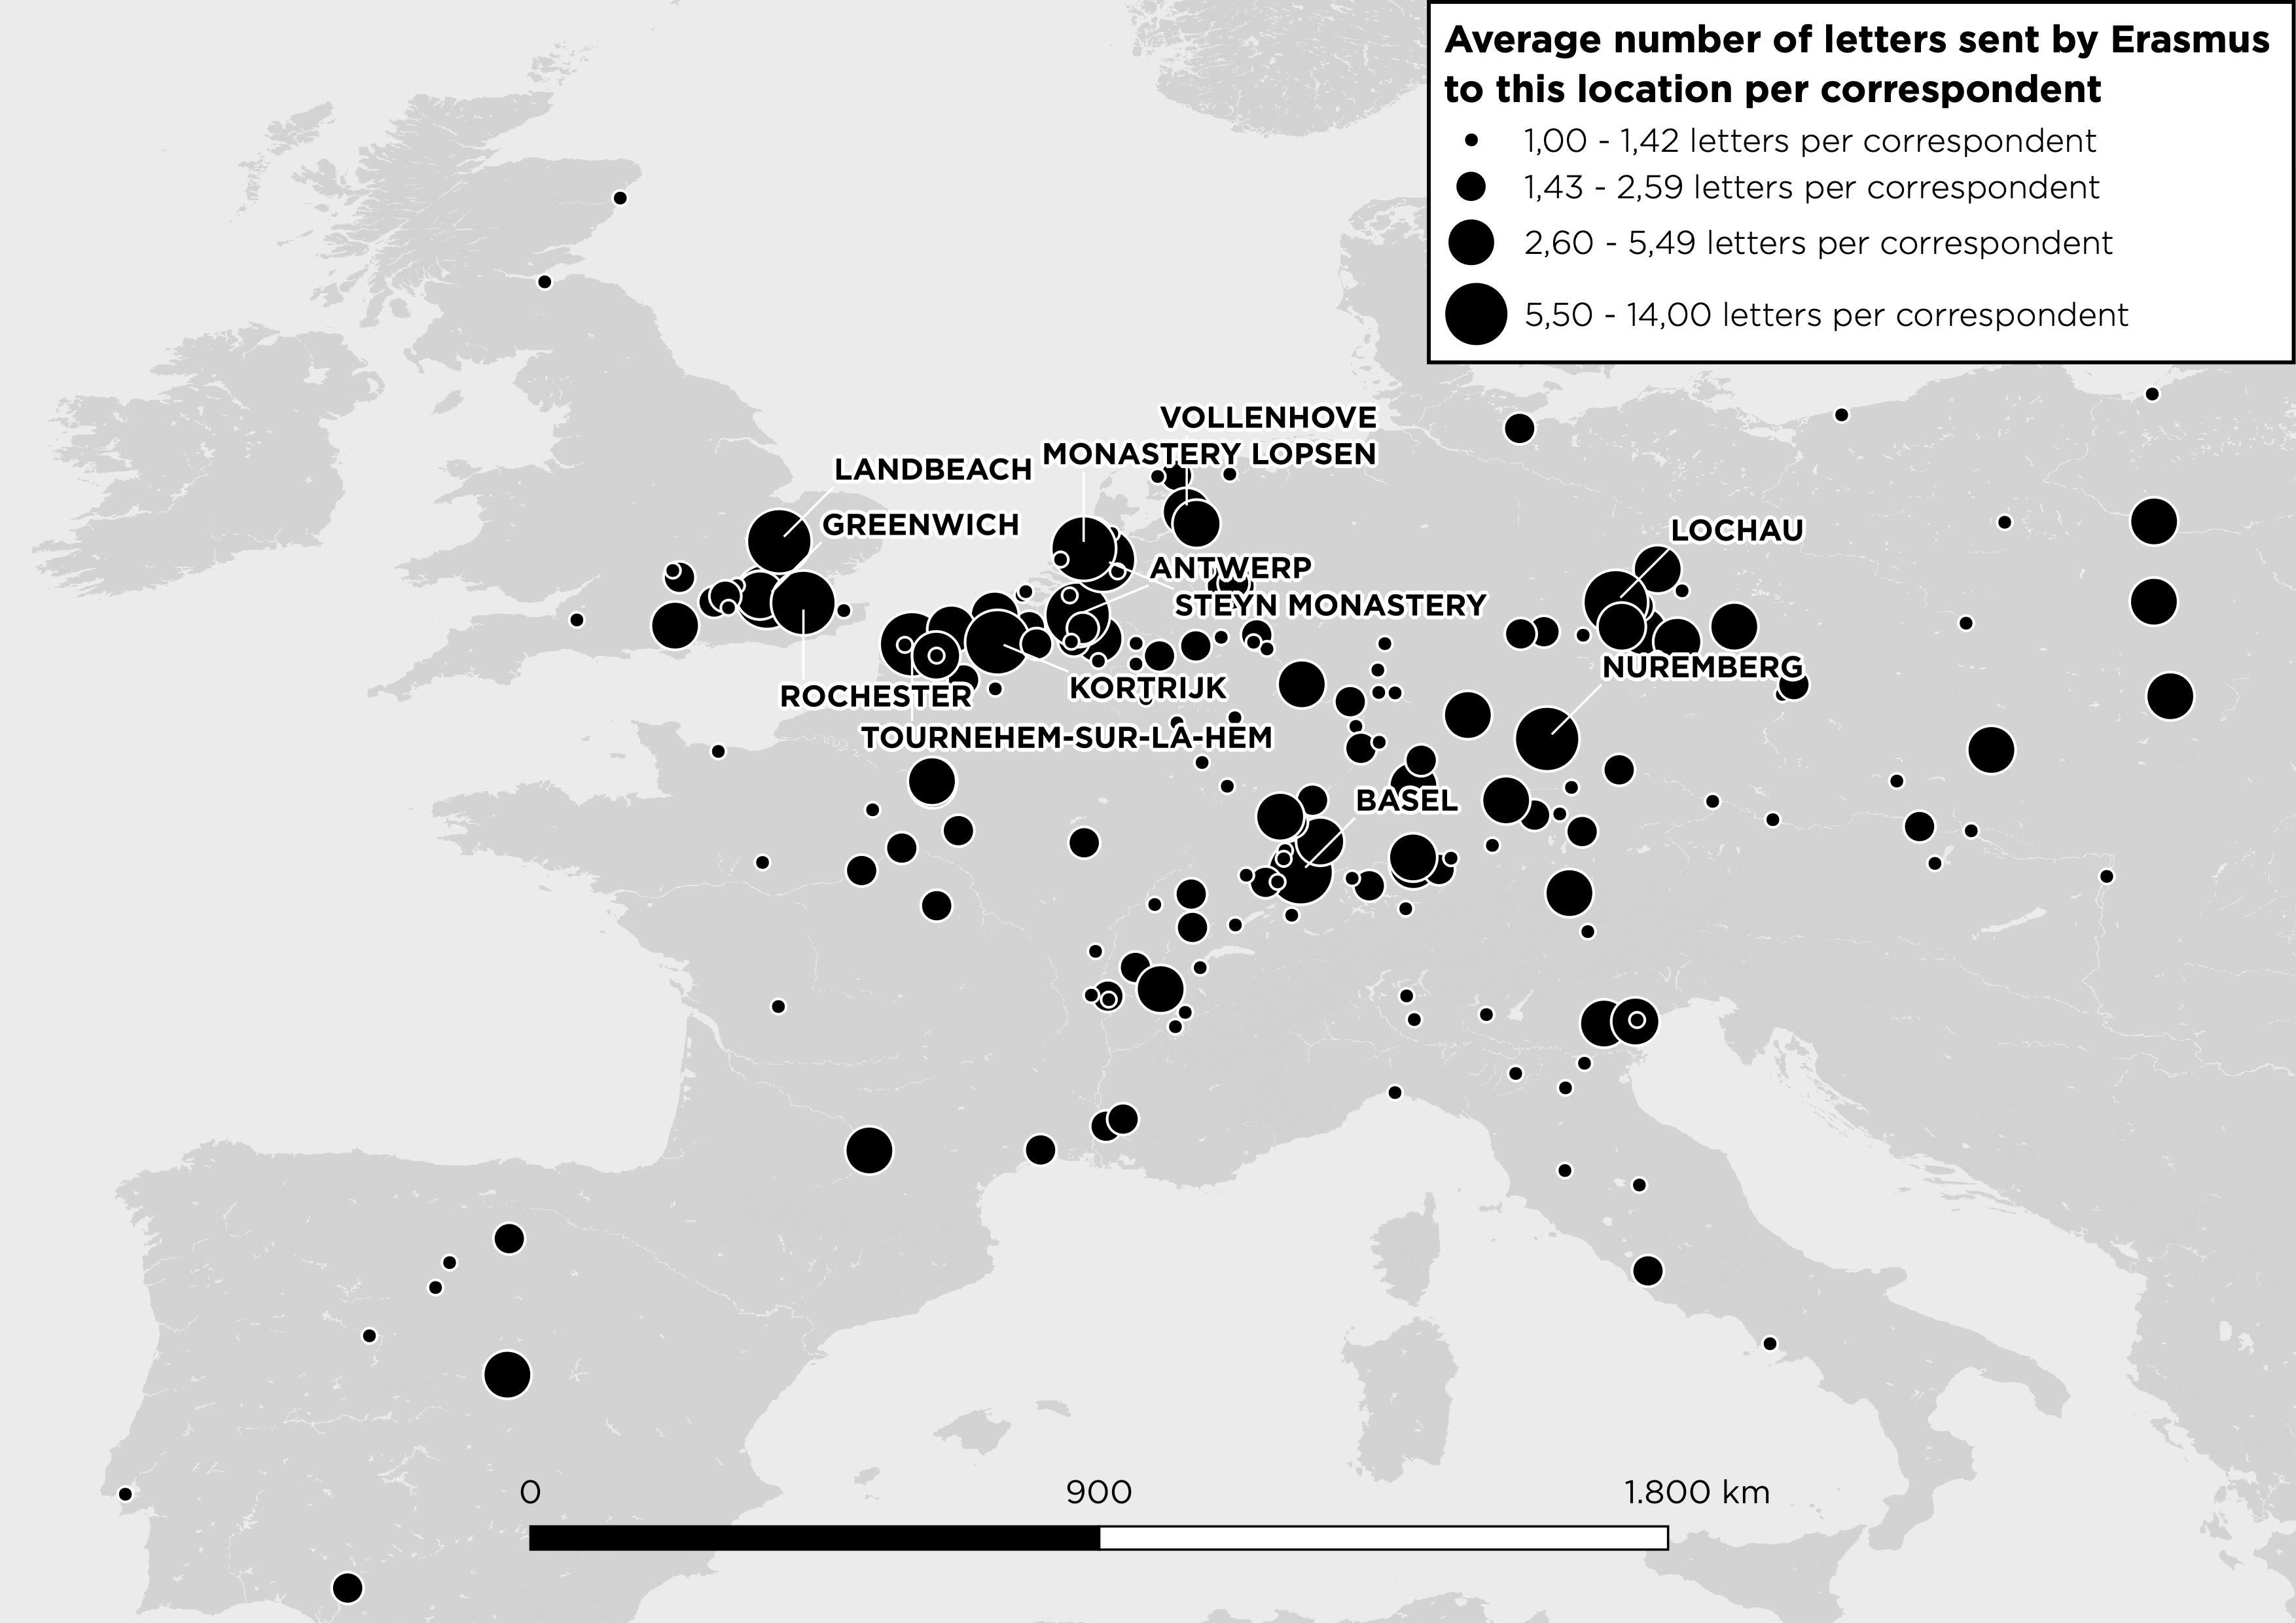 Average number of letters sent by Erasmus
to this location per correspondent
1,00 - 1,42 letters per correspondent
1,43 - 2,59 letters per correspondent
2,60 - 5,49 letters per correspondent
5,50 - 14,00 letters per correspondent
VOLLENHOVE
MONASTERY LOPSEN
LANDBEACH
GREENWICH
LOCHAU
ANTWERP
STEYN MONASTERY
NUREMBERG
KORTRIJK
ROCHESTER
TOURNEHEM-SUR-LA-HEM
BASEL
0 900 1.800 km